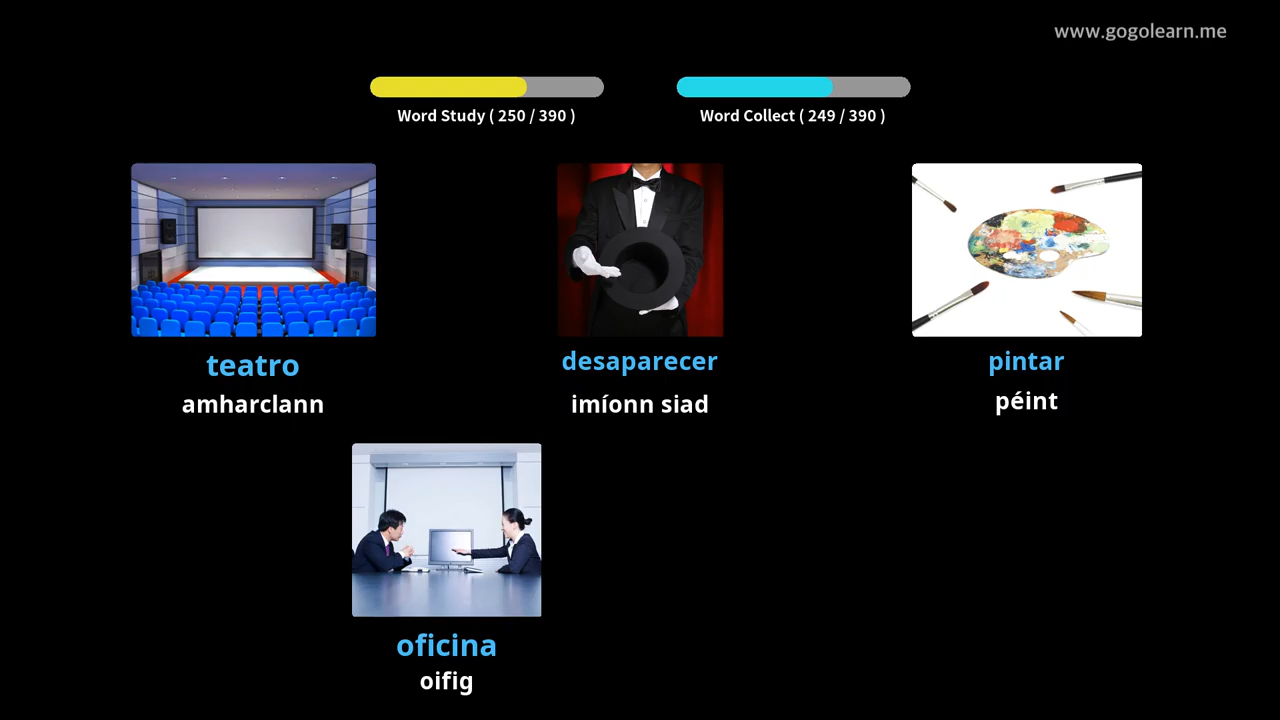 www.gogolearn.me
Word Study ( 250 / 390 )
Word Collect ( 249 / 390 )
teatro
amharclann
desaparecer
imíonn siad
pintar
péint
oficina
oifig